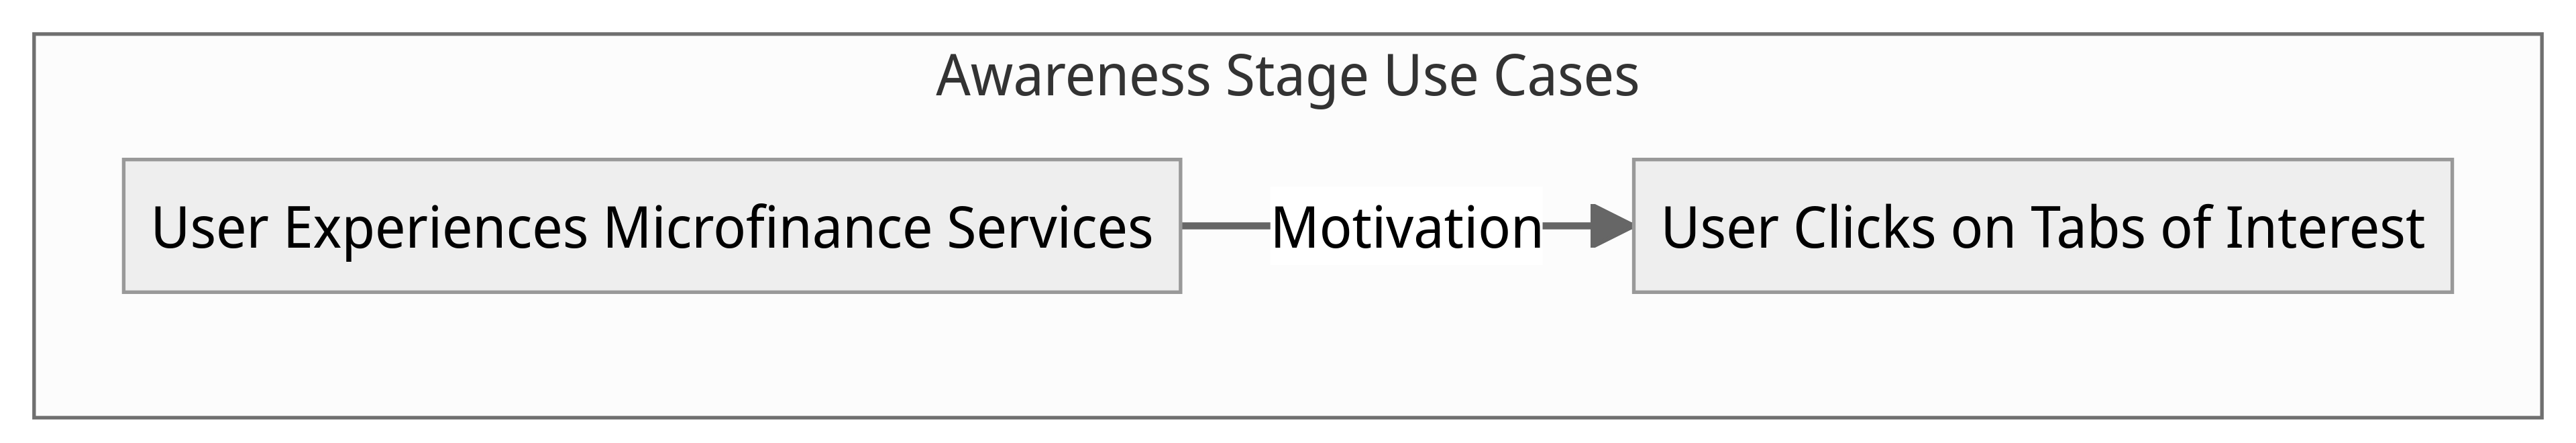 Awareness Stage Use Cases
User Experiences Microfinance Services
Motivation
User Clicks on Tabs of Interest